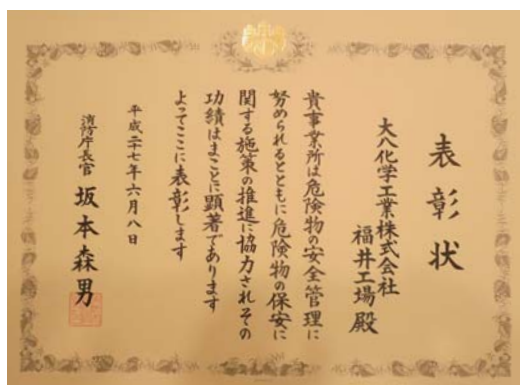 表彰状
大八化学工業株式会社
福井工場殿
貴事業所は危険物の安全管理に
努められるとともに危険物の保安に
関する施策の推進に協力されその
功績はまことに顕著であります
よってここに表彰します
平成二十七年六月八日
消防庁長官 坂本森男